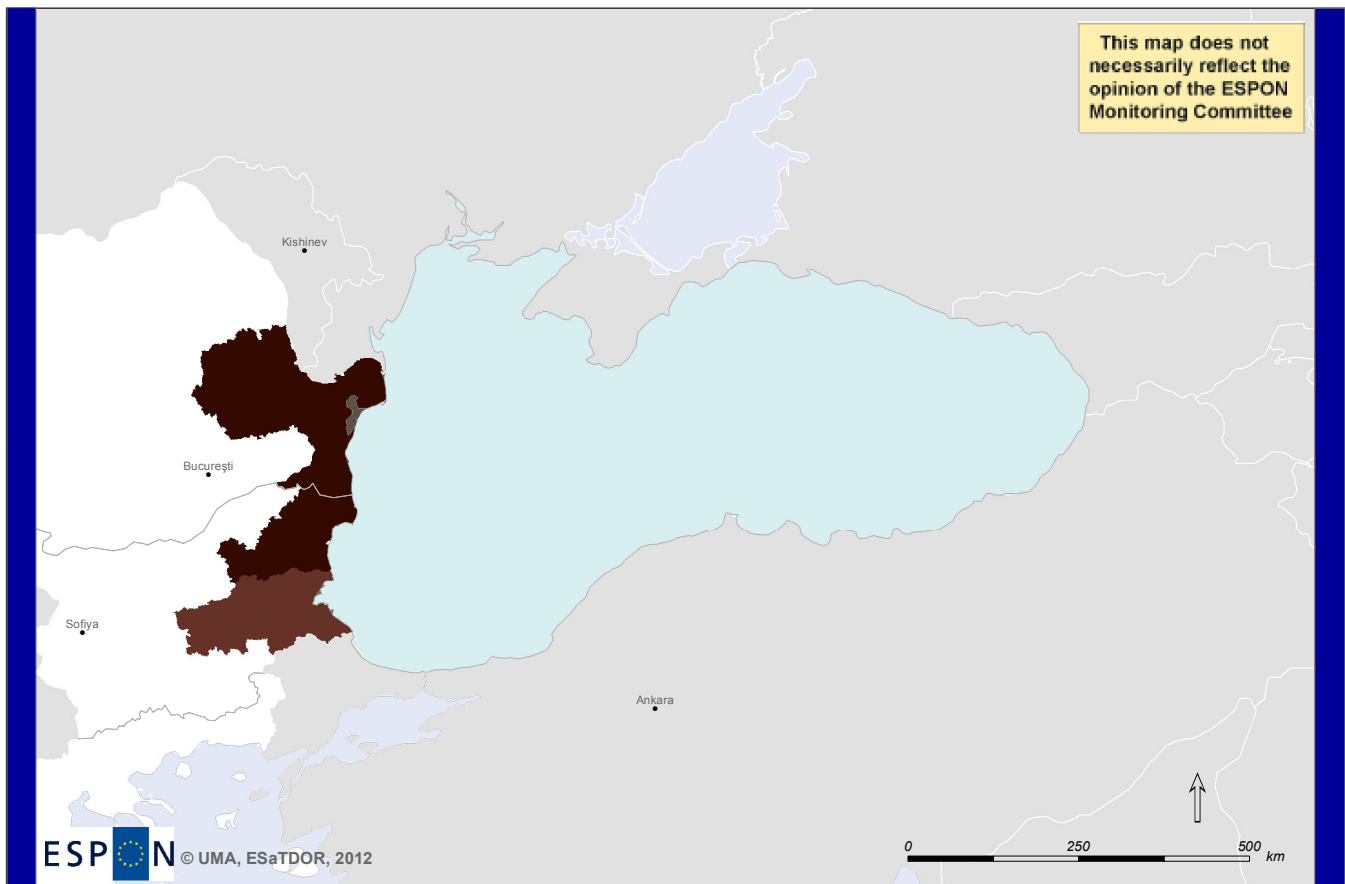 This map does not
necessarily reflect the
opinion of the ESPON
Monitoring Committee
Kishinev
Bucureşti
Sofiya
Ankara
0 250 500 km
ESPON © UMA, ESaTDOR, 2012